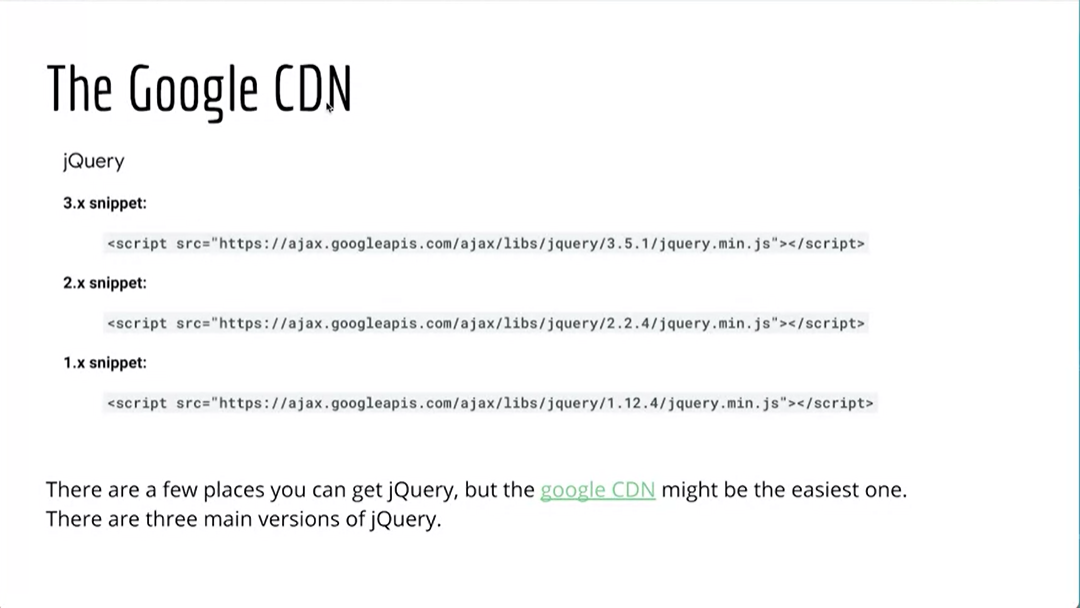 The Google CDN
jQuery
3.x snippet:
<script src="https://ajax.googleapis.com/ajax/libs/jquery/3.5.1/jquery.min.js"></script>
2.x snippet:
<script src="https://ajax.googleapis.com/ajax/libs/jquery/2.2.4/jquery.min.js"></script>
1.x snippet:
<script src="https://ajax.googleapis.com/ajax/libs/jquery/1.12.4/jquery.min.js"></script>
There are a few places you can get jQuery, but the google CDN might be the easiest one.
There are three main versions of jQuery.